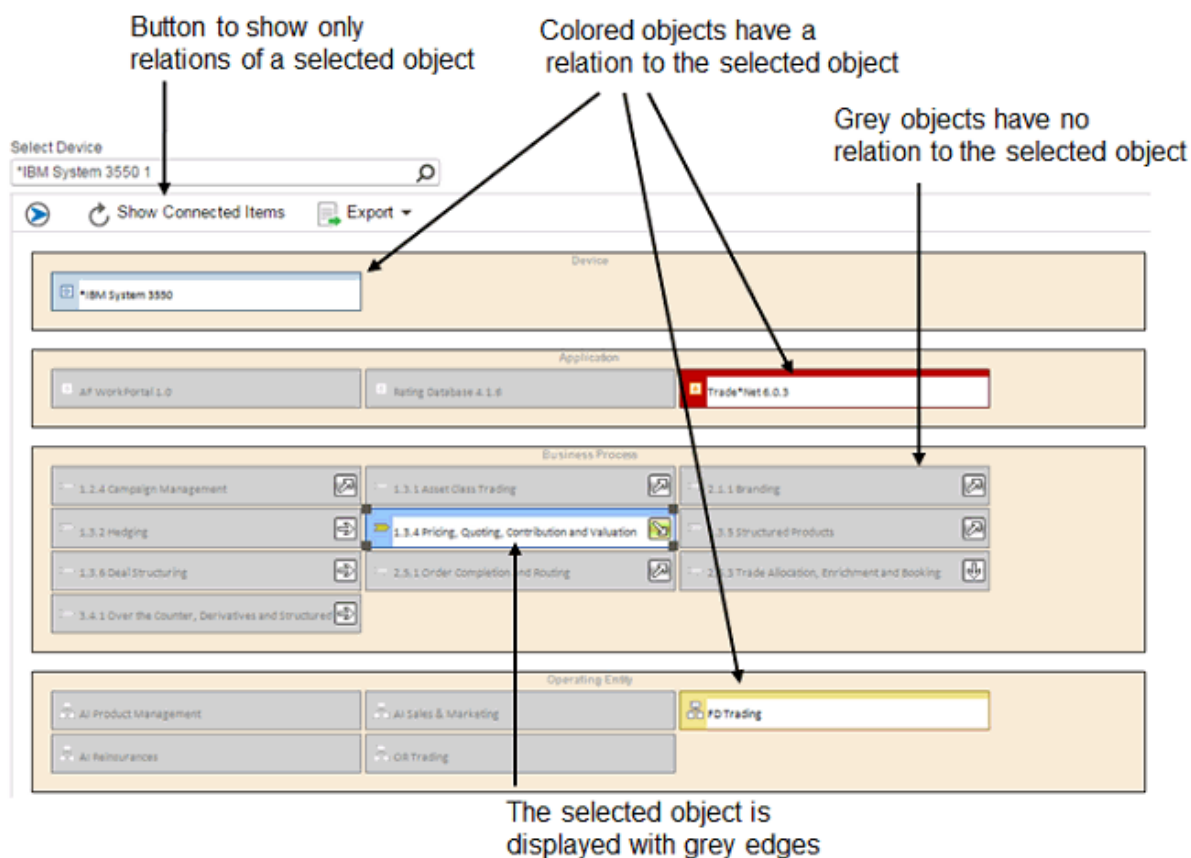 Button to show only
relations of a selected object
Colored objects have a
relation to the selected object
Grey objects have no
relation to the selected object
Select Device
*IBM System 3550 1
Show Connected Items
Export
Device
*IBM System 3550
Application
AF WorkPortal 1.0
Rating Database 4.1.6
Trade*Net 6.0.3
Business Process
1.2.4 Campaign Management
1.3.1 Asset Class Trading
2.1.1 Branding
1.3.2 Hedging
1.3.4 Pricing, Quoting, Contribution and Valuation
1.3.5 Structured Products
1.3.6 Deal Structuring
2.5.1 Order Completion and Routing
Trade Allocation, Enrichment and Booking
3.4.1 Over the Counter, Derivatives and Structured
Operating Entity
AI Product Management
AI Sales & Marketing
FD Trading
AI Reinsurances
OR Trading
The selected object is
displayed with grey edges